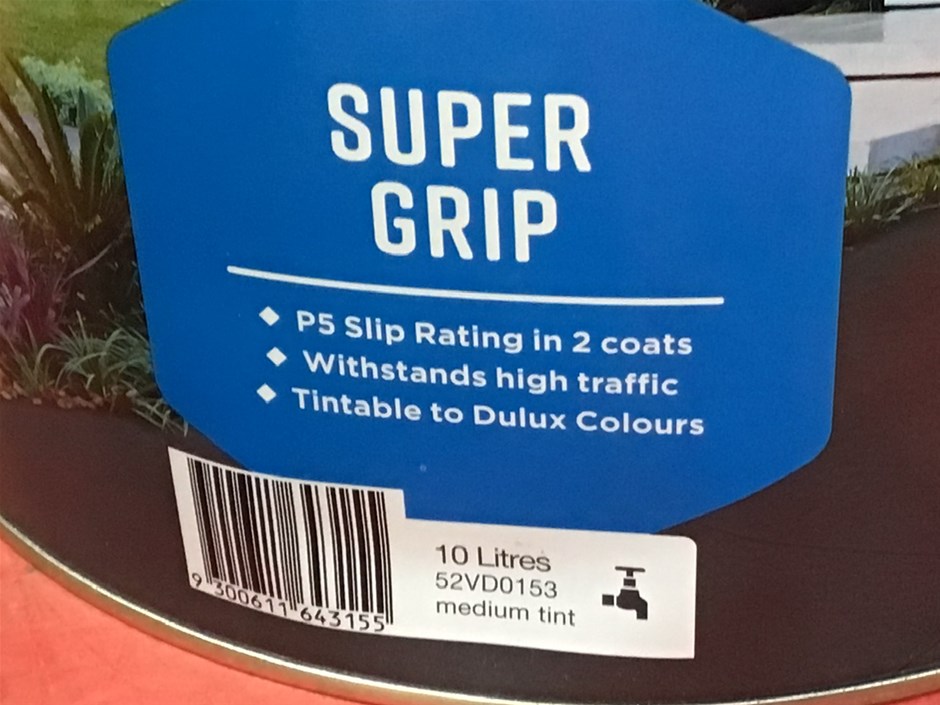 SUPER
GRIP
P5 Slip Rating in 2 coats
Withstands high traffic
Tintable to Dulux Colours
10 Litres
52VD0153
medium tint
9 300611 643155